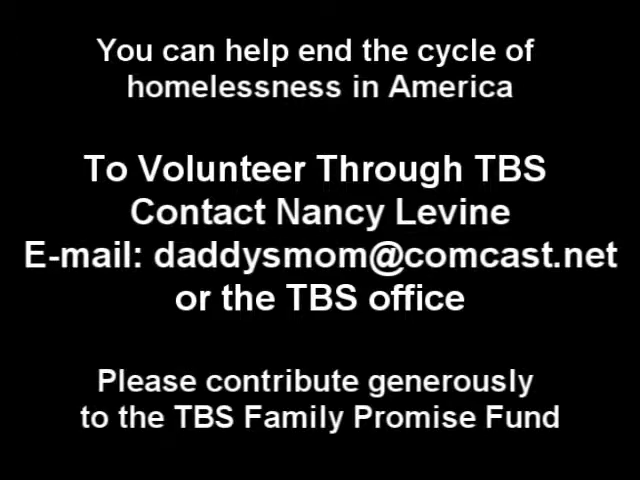 You can help end the cycle of
homelessness in America
To Volunteer Through TBS
Contact Nancy Levine
E-mail: daddysmom@comcast.net
or the TBS office
Please contribute generously
to the TBS Family Promise Fund